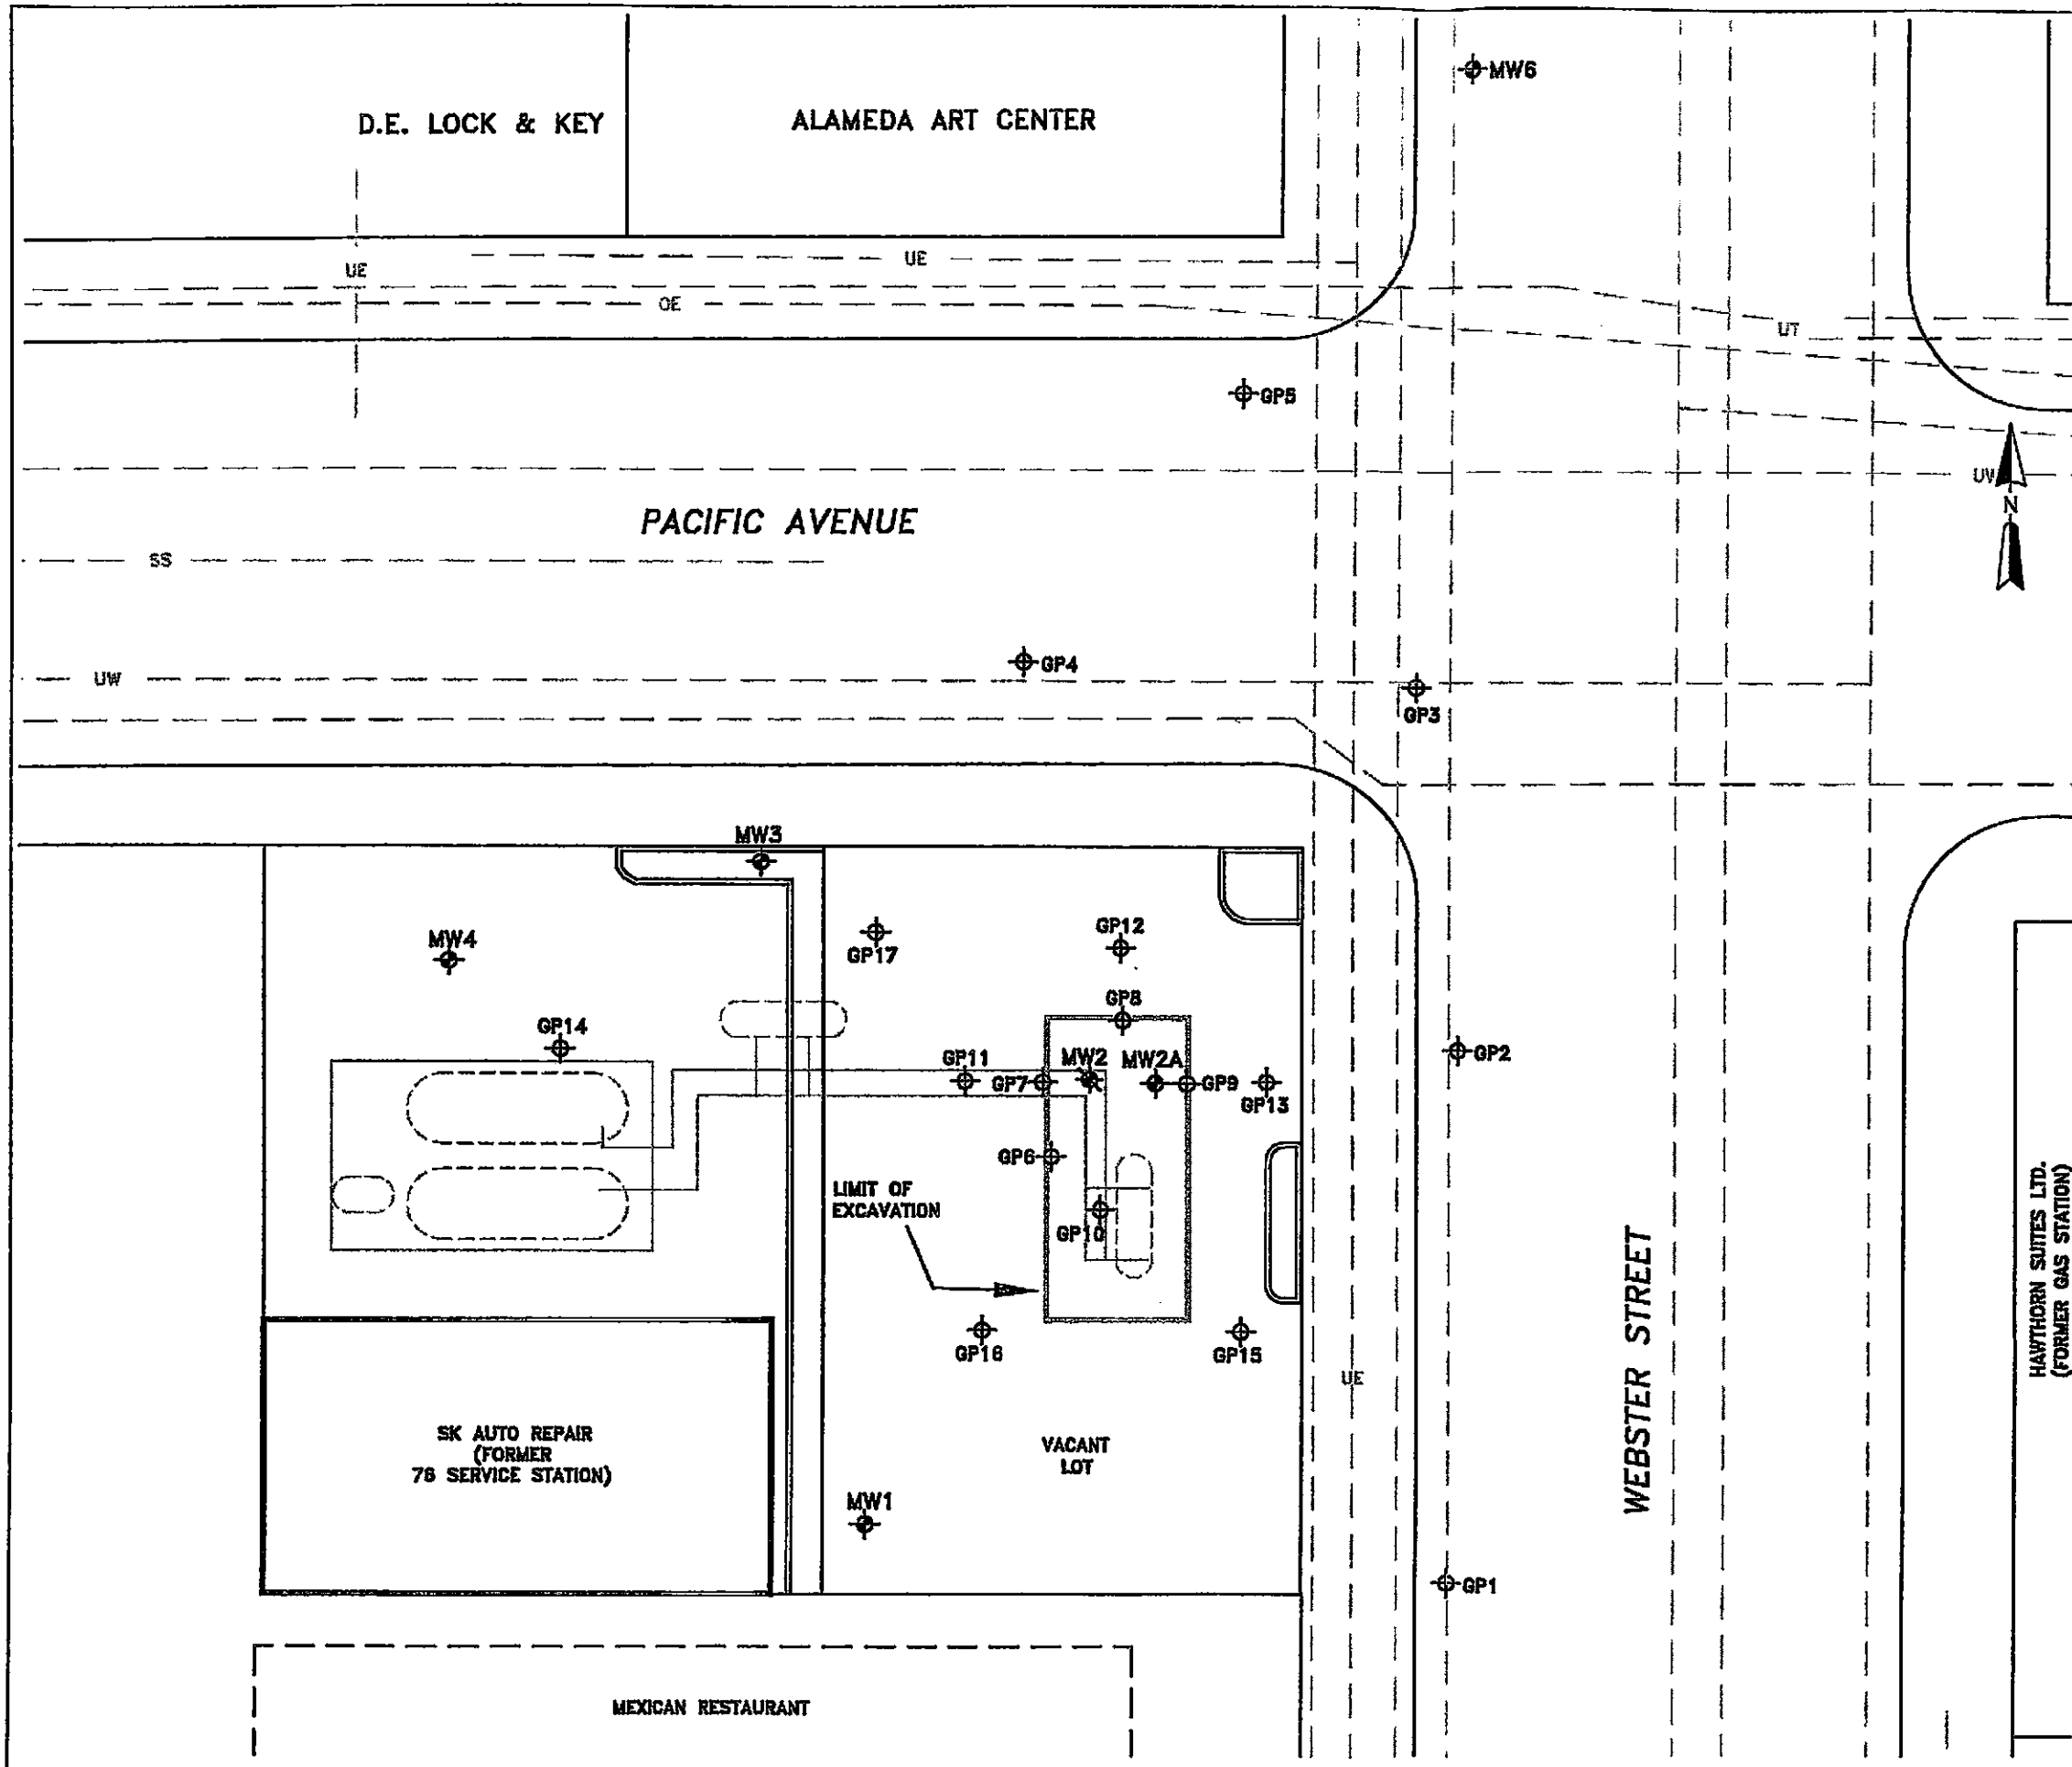 MW6
D.E. LOCK & KEY
ALAMEDA ART CENTER
UE
UE
OE
UT
GP5
UW
N
PACIFIC AVENUE
SS
GP4
UW
GP3
MW3
MW4
GP17
GP12
GP14
GP8
GP2
GP11
GP7
MW2
MW2A
GP9
GP13
GP6
LIMIT OF
EXCAVATION
GP10
GP16
GP15
UE
WEBSTER STREET
HAWTHORN SUITES LTD.
(FORMER GAS STATION)
SK AUTO REPAIR
(FORMER
76 SERVICE STATION)
VACANT
LOT
MW1
GP1
MEXICAN RESTAURANT